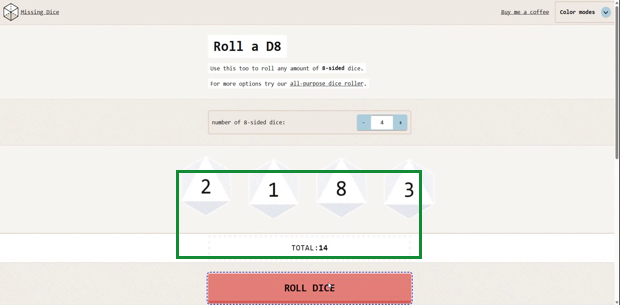 Missing Dice
Buy me a coffee
Color modes
Roll a D8
Use this too to roll any amount of 8-sided dice.
For more options try our all-purpose dice roller.
number of 8-sided dice:
- 4 +
2 1 8 3
TOTAL:14
ROLL DICE